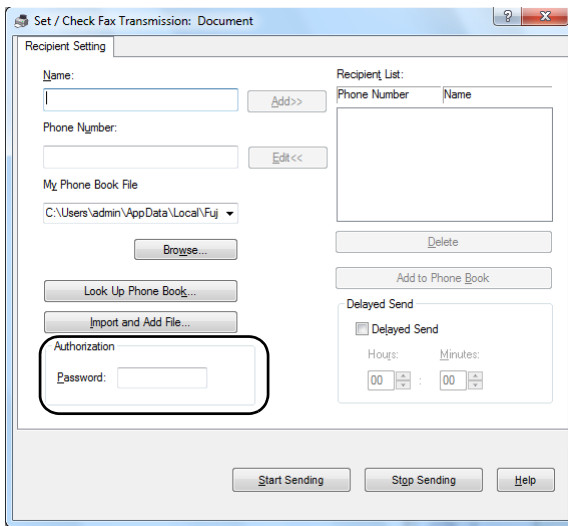 Set / Check Fax Transmission: Document
Recipient Setting
Name:
Add>>
Phone Number:
Edit<<
My Phone Book File
C:\Users\admin\AppData\Local\Fuj
Browse...
Look Up Phone Book...
Import and Add File...
Authorization
Password:
Recipient List:
Phone Number Name
Delete
Add to Phone Book
Delayed Send
Delayed Send
Hours: Minutes:
00 : 00
Start Sending Stop Sending Help